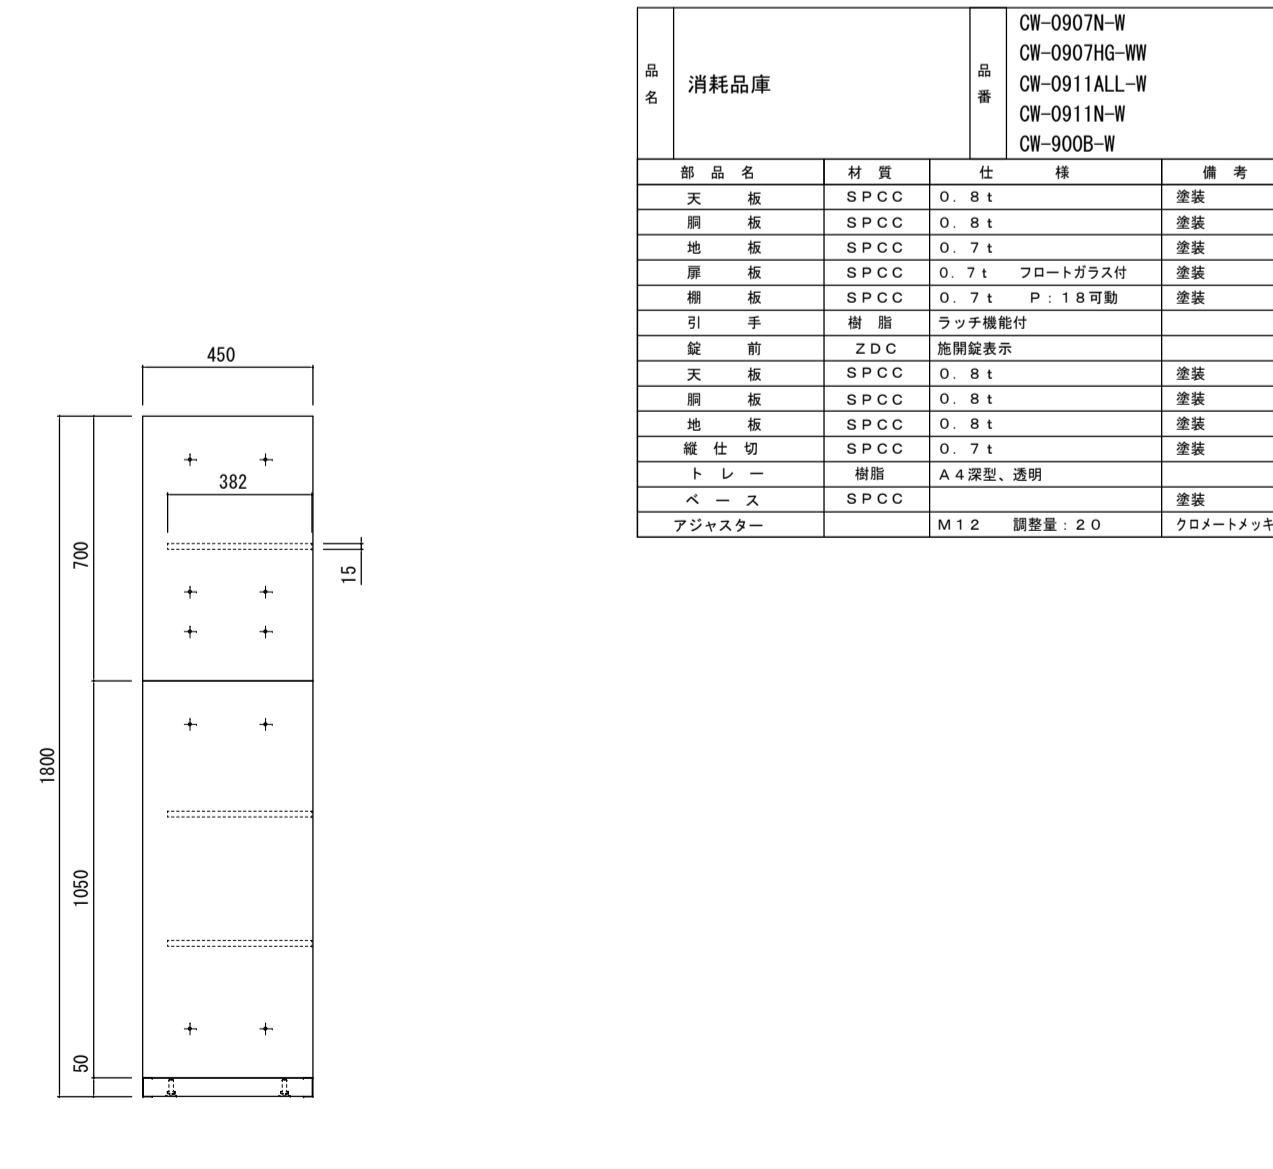 品名 消耗品庫 品番 CW-0907N-W
CW-0907HG-WW
CW-0911ALL-W
CW-0911N-W
CW-900B-W
部品名 材質 仕様 備考
天板 SPCC 0.8t 塗装
胴板 SPCC 0.8t 塗装
地板 SPCC 0.7t 塗装
扉板 SPCC 0.7t フロートガラス付 塗装
棚板 SPCC 0.7t P:18可動 塗装
引手 樹脂 ラッチ機能付
錠前 ZDC 施開錠表示
天板 SPCC 0.8t 塗装
胴板 SPCC 0.8t 塗装
地板 SPCC 0.8t 塗装
縦仕切 SPCC 0.7t 塗装
トレー 樹脂 A4深型、透明
ベース SPCC 塗装
アジャスター M12 調整量:20 クロメートメッキ
450
382
700
15
1800
1050
50